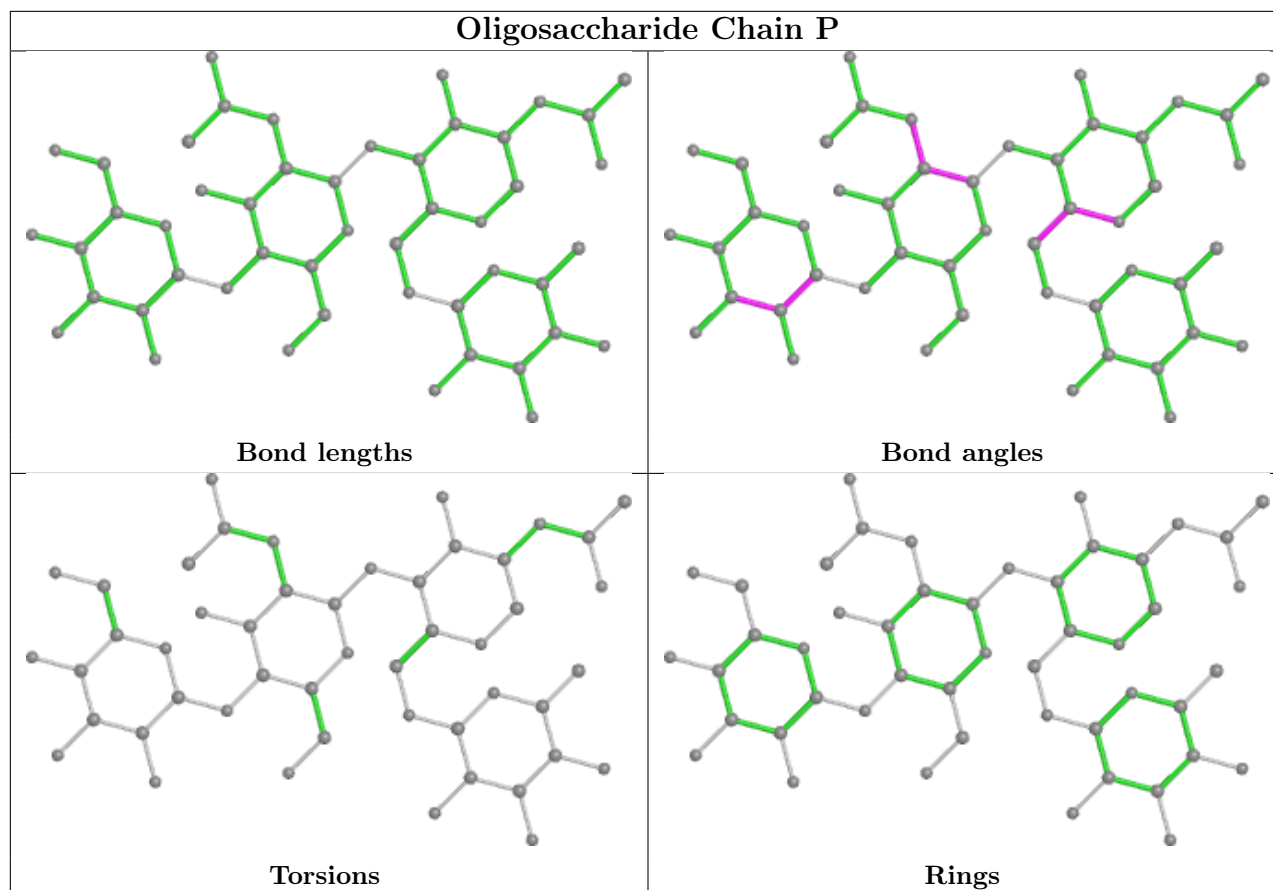 Oligosaccharide Chain P
Bond lengths
Bond angles
Torsions
Rings